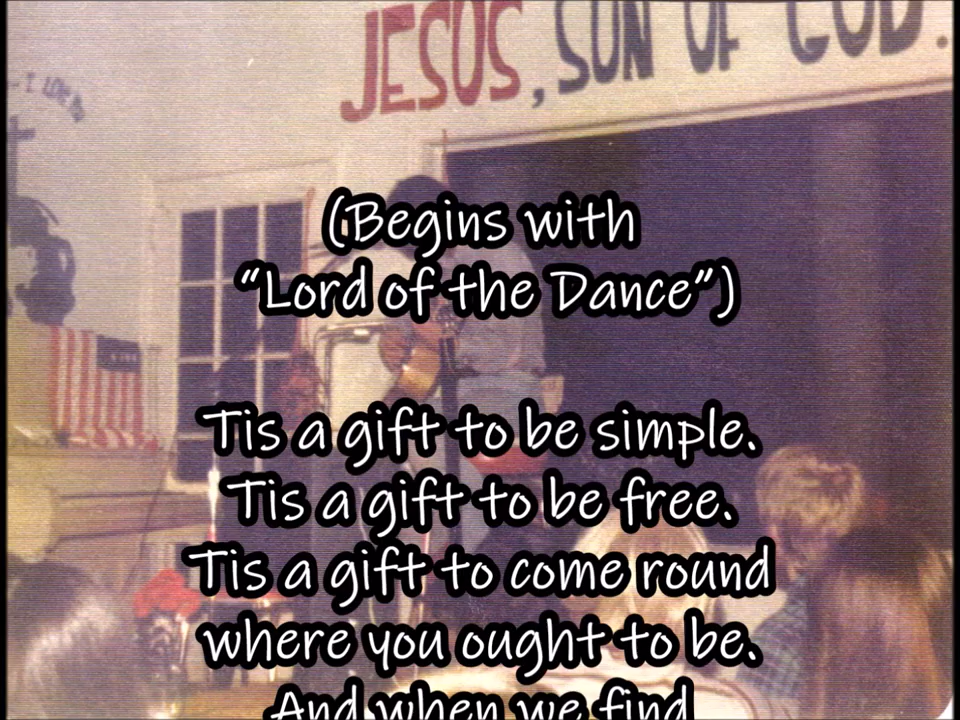 JESUS, SON OF GOD.
I LOVE
(Begins with
“Lord of the Dance”)
Tis a gift to be simple.
Tis a gift to be free.
Tis a gift to come round
where you ought to be.
And when we find